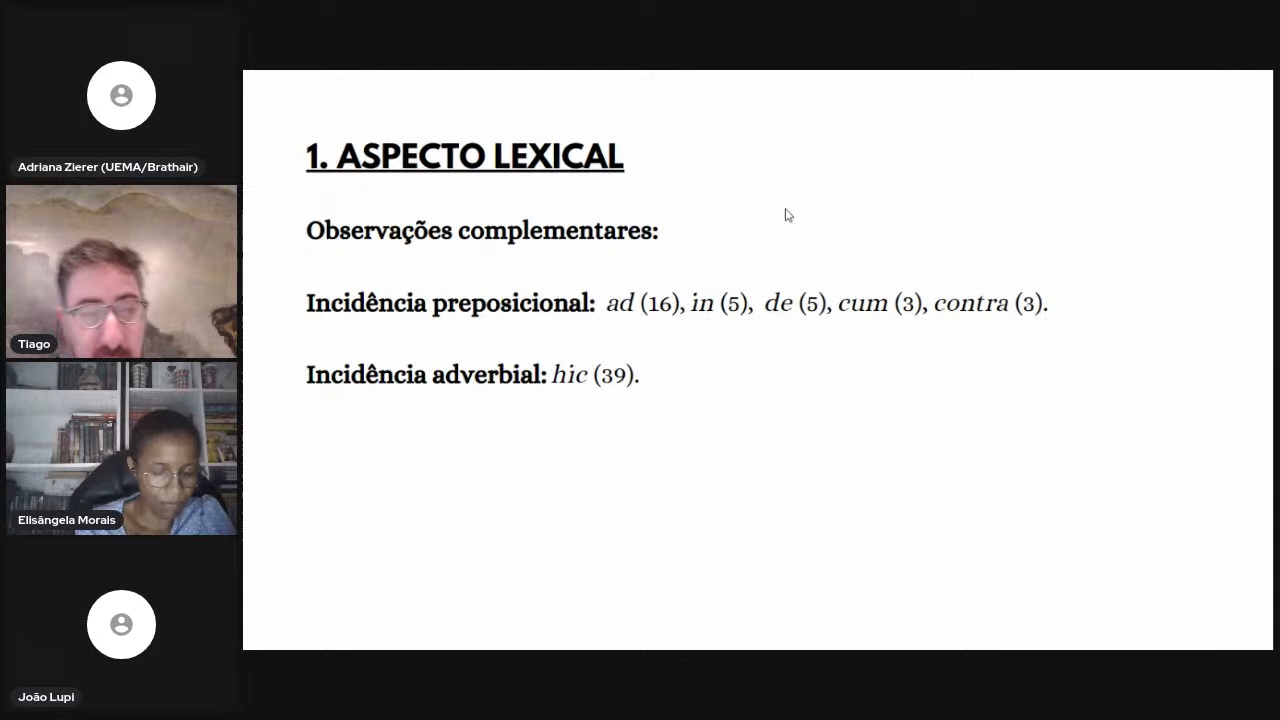 Adriana Zierer (UEMA/Brathair)
Tiago
Elisângela Morais
João Lupi
1. ASPECTO LEXICAL
Observações complementares:
Incidência preposicional: ad (16), in (5), de (5), cum (3), contra (3).
Incidência adverbial: hic (39).